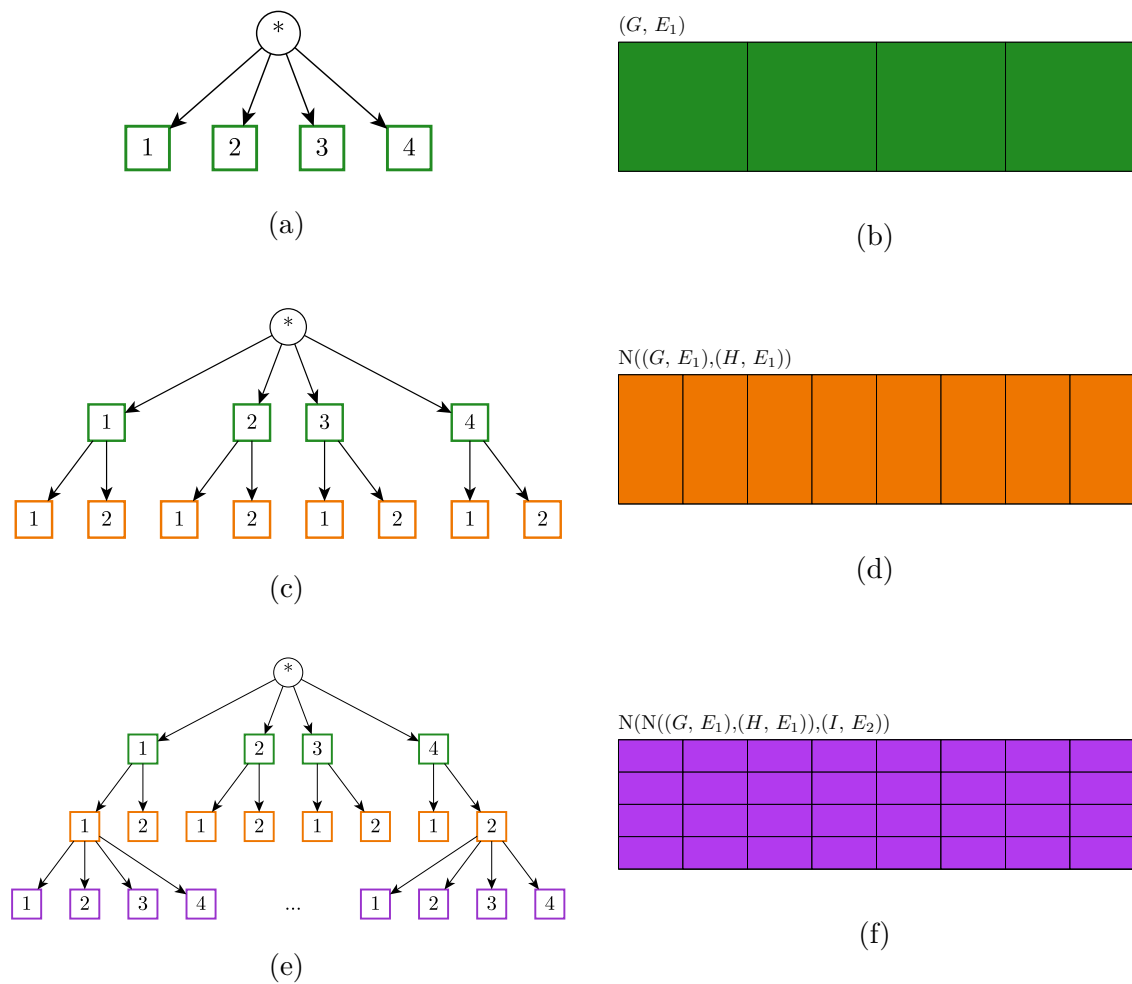 *
1 2 3 4
(a)
(G, E1)
(b)
*
1 2 3 4
1 2 1 2 1 2 1 2
(c)
N((G, E1),(H, E1))
(d)
*
1 2 3 4
1 2 1 2 1 2 1 2
1 2 3 4 ... 1 2 3 4
(e)
N(N((G, E1),(H, E1)),(I, E2))
(f)